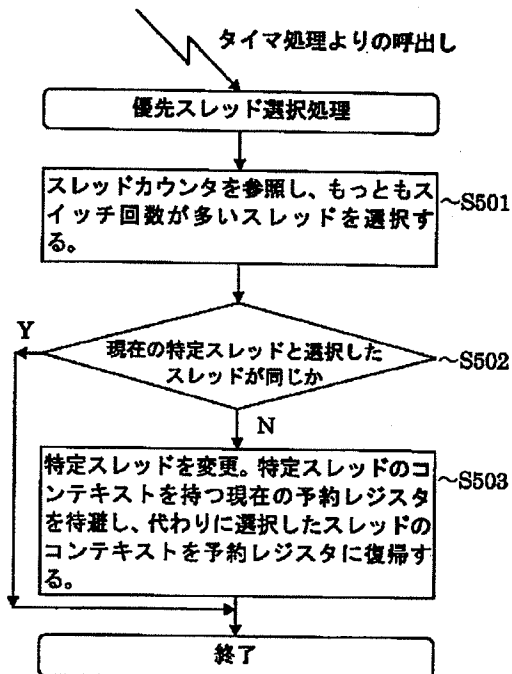 タイマ処理よりの呼出し
優先スレッド選択処理
スレッドカウンタを参照し、もっともス
イッチ回数が多いスレッドを選択す
る。
~S501
Y
現在の特定スレッドと選択した
スレッドが同じか
~S502
N
特定スレッドを変更。特定スレッドのコ
ンテキストを持つ現在の予約レジスタ
を待避し、代わりに選択したスレッドの
コンテキストを予約レジスタに復帰す
る。
~S503
終了